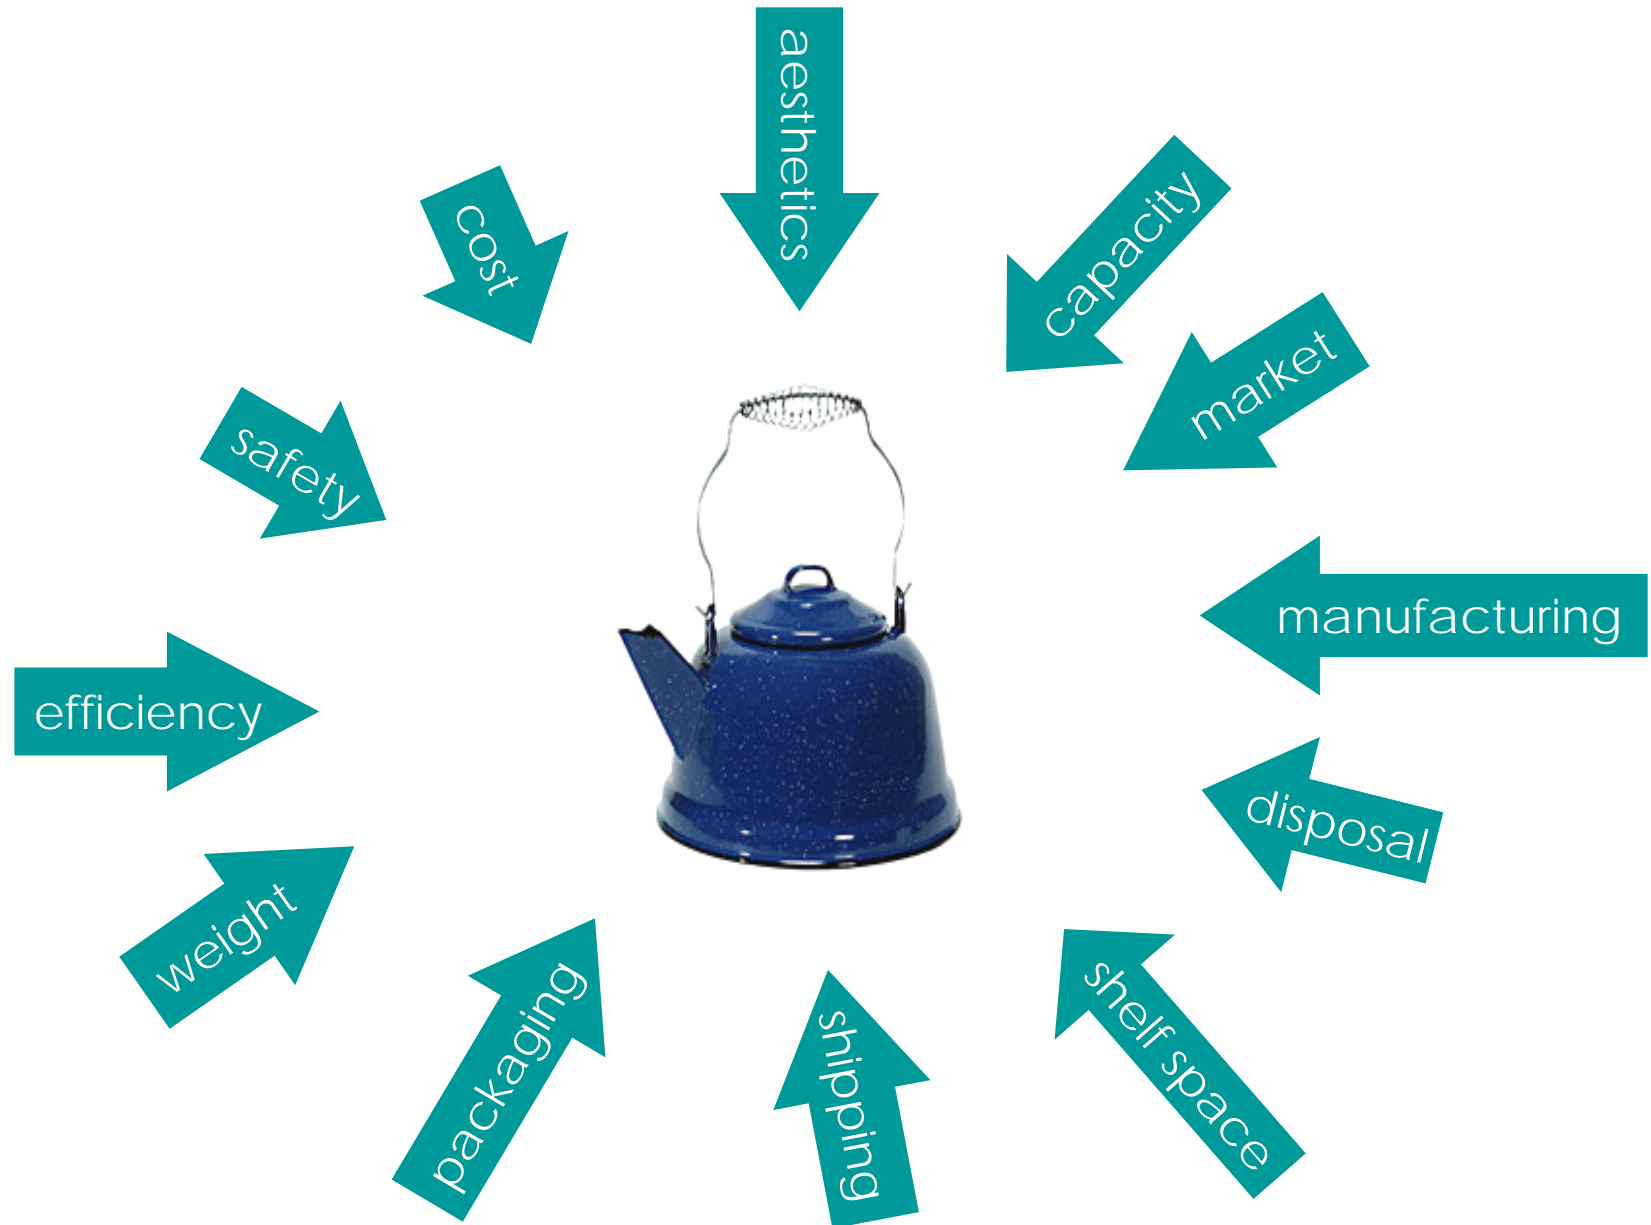 aesthetics
capacity
cost
market
safety
manufacturing
efficiency
disposal
weight
packaging
shipping
shelf space